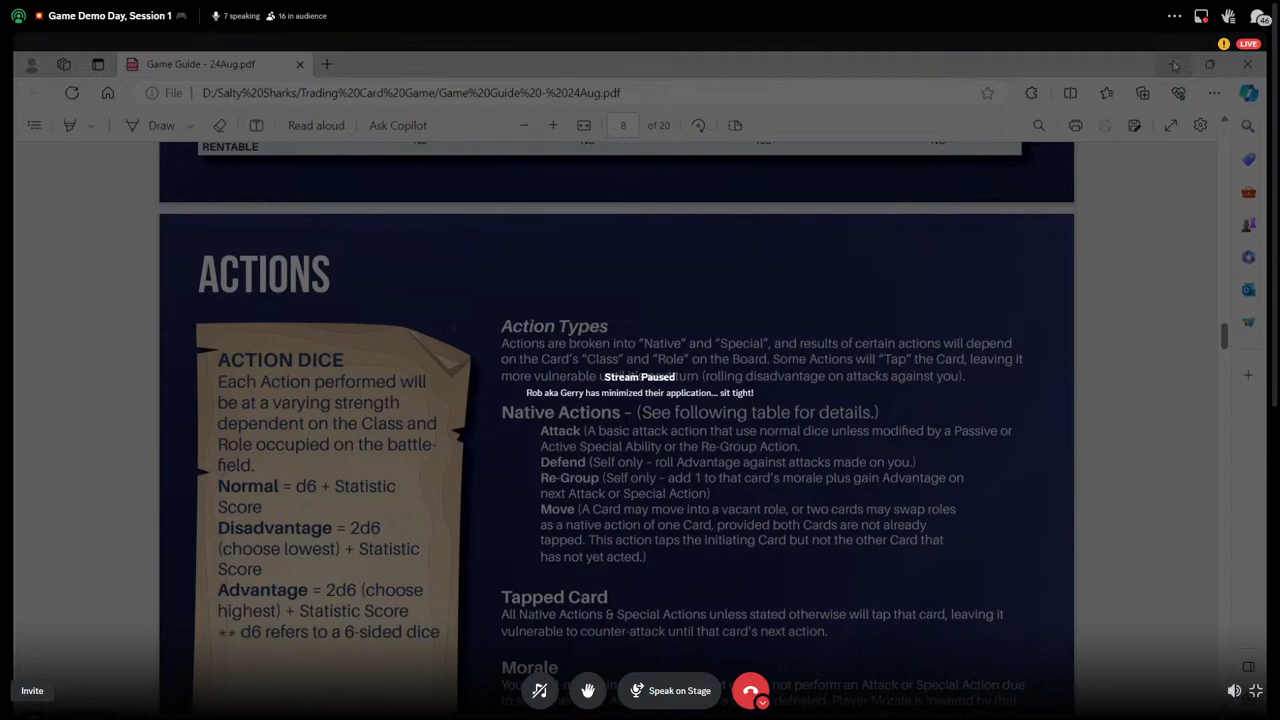 Game Demo Day, Session 1
7 speaking
16 in audience
46
LIVE
Game Guide - 24Aug.pdf
File
D:/Salty%20Sharks/Trading%20Card%20Game/Game%20Guide%20-%2024Aug.pdf
Draw
Read aloud
Ask Copilot
8
of 20
RENTABLE
ACTIONS
ACTION DICE
Each Action performed will
be at a varying strength
dependent on the Class and
Role occupied on the battle-
field.
Normal = d6 + Statistic
Score
Disadvantage = 2d6
(choose lowest) + Statistic
Score
Advantage = 2d6 (choose
highest) + Statistic Score
** d6 refers to a 6-sided dice
Action Types
Actions are broken into “Native” and “Special”, and results of certain actions will depend
on the Card’s “Class” and “Role” on the Board. Some Actions will “Tap” the Card, leaving it
more vulnerable turn (rolling disadvantage on attacks against you).
Stream Paused
Rob aka Gerry has minimized their application... sit tight!
Native Actions - (See following table for details.)
Attack (A basic attack action that use normal dice unless modified by a Passive or
Active Special Ability or the Re-Group Action.
Defend (Self only – roll Advantage against attacks made on you.)
Re-Group (Self only – add 1 to that card’s morale plus gain Advantage on
next Attack or Special Action)
Move (A Card may move into a vacant role, or two cards may swap roles
as a native action of one Card, provided both Cards are not already
tapped. This action taps the initiating Card but not the other Card that
has not yet acted.)
Tapped Card
All Native Actions & Special Actions unless stated otherwise will tap that card, leaving it
vulnerable to counter-attack until that card’s next action.
Morale
not perform an Attack or Special Action due
defeated. Player Morale is lowered by that
Invite
Speak on Stage